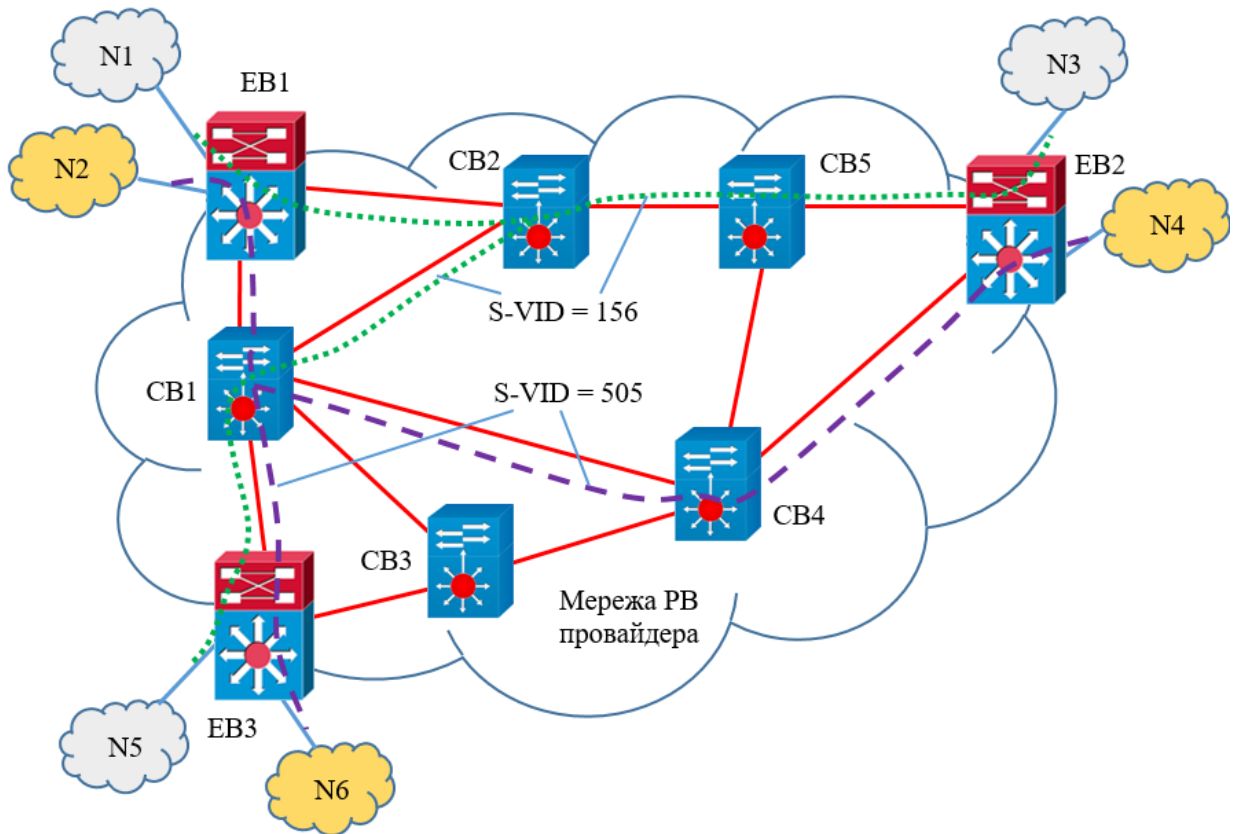 N1
EB1
N3
N2
CB2
CB5
EB2
N4
S-VID = 156
CB1
S-VID = 505
CB4
CB3
Мережа PB
провайдера
EB3
N5
N6